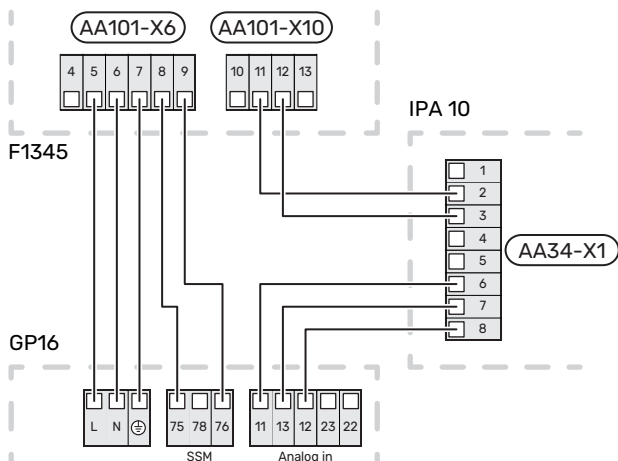 AA101-X6 AA101-X10
4 5 6 7 8 9 10 11 12 13
IPA 10
F1345
1
2
3
4
5
6
7
8
AA34-X1
GP16
L N 75 78 76 11 13 12 23 22
SSM Analog in